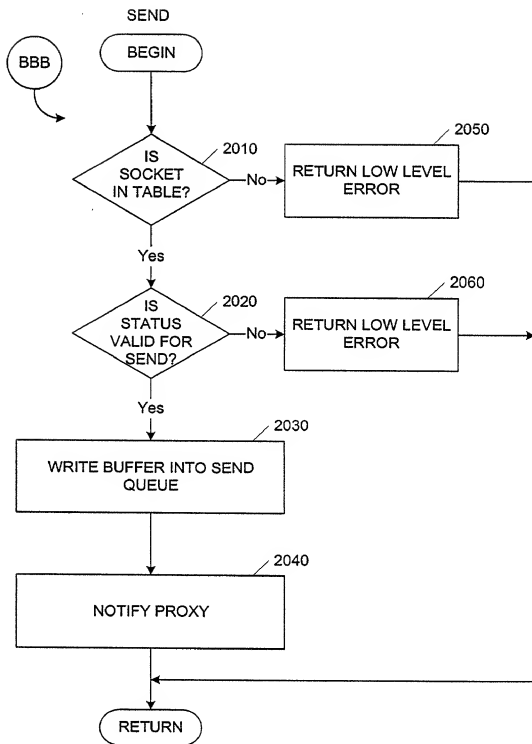 SEND
BBB
BEGIN
2010
IS
SOCKET
IN TABLE?
No
2050
RETURN LOW LEVEL
ERROR
Yes
2020
IS
STATUS
VALID FOR
SEND?
No
2060
RETURN LOW LEVEL
ERROR
Yes
2030
WRITE BUFFER INTO SEND
QUEUE
2040
NOTIFY PROXY
RETURN